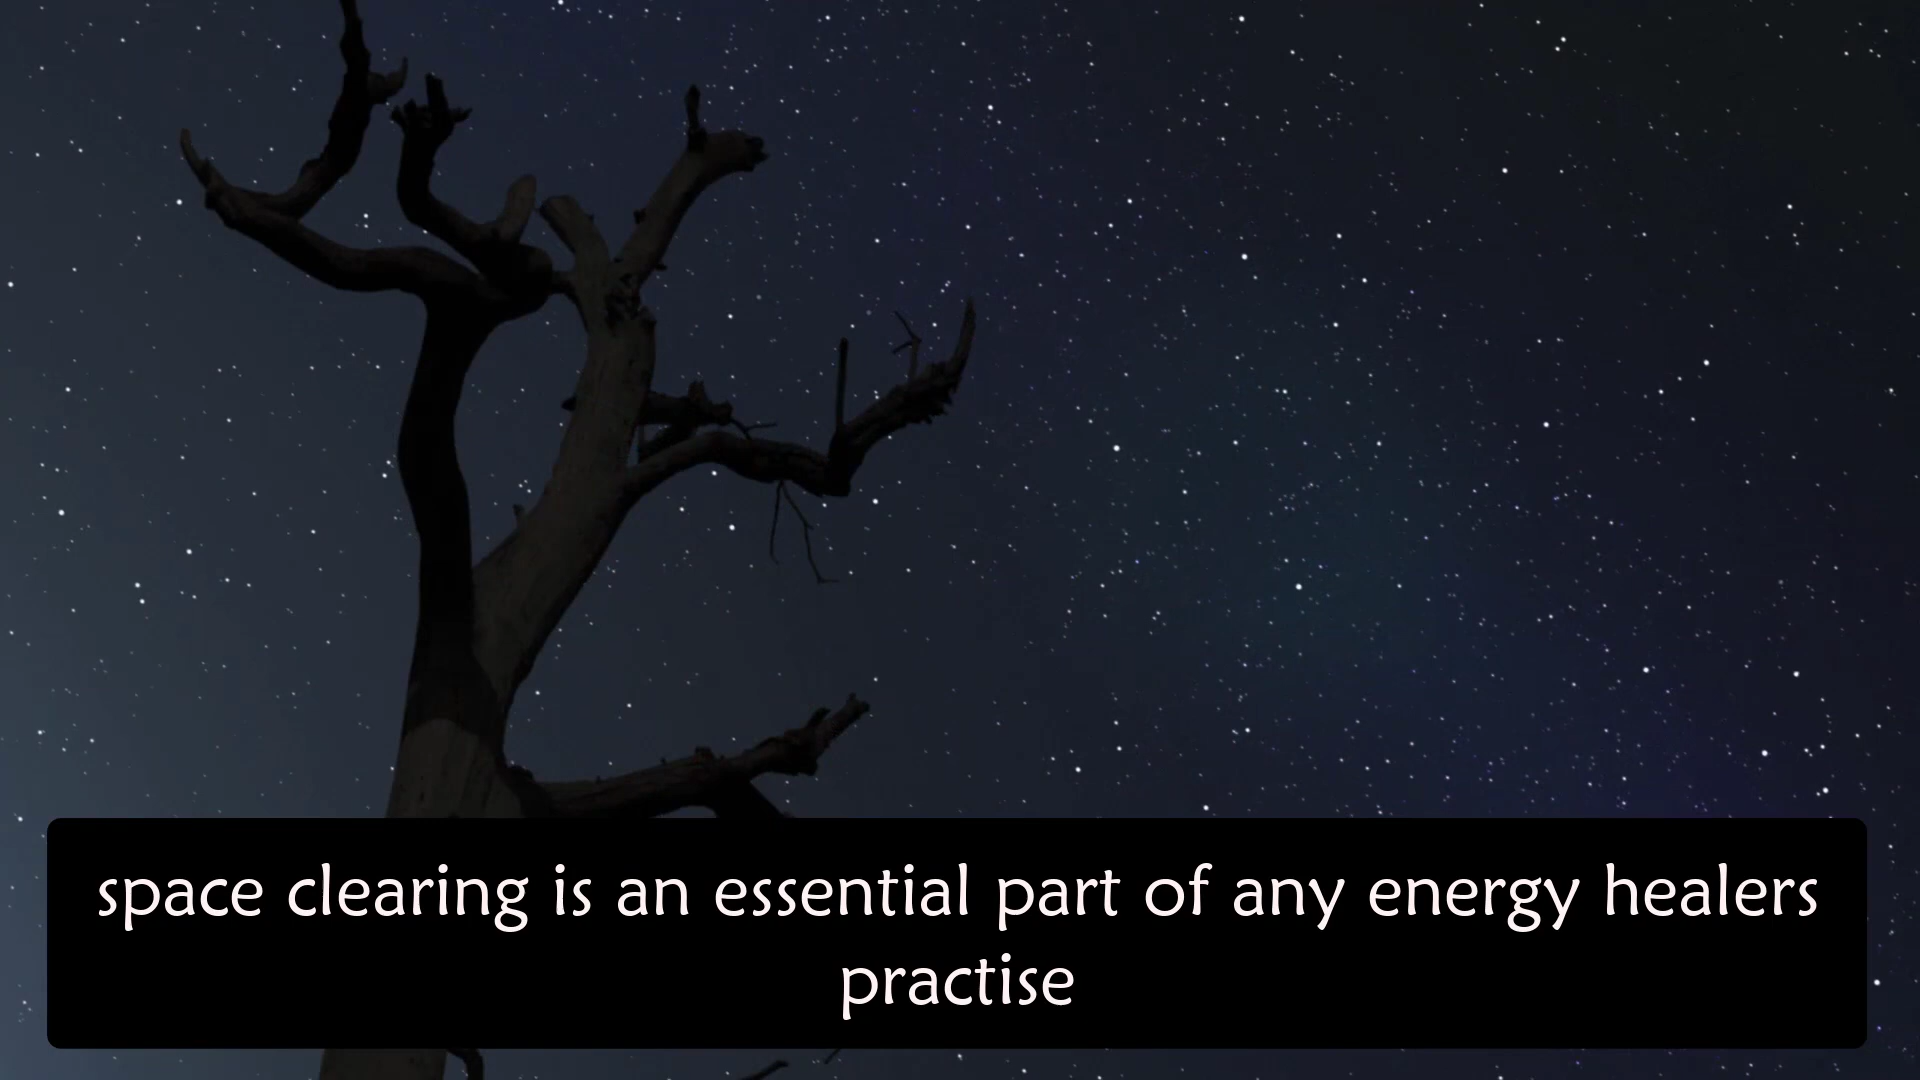 space clearing is an essential part of any energy healers
practise